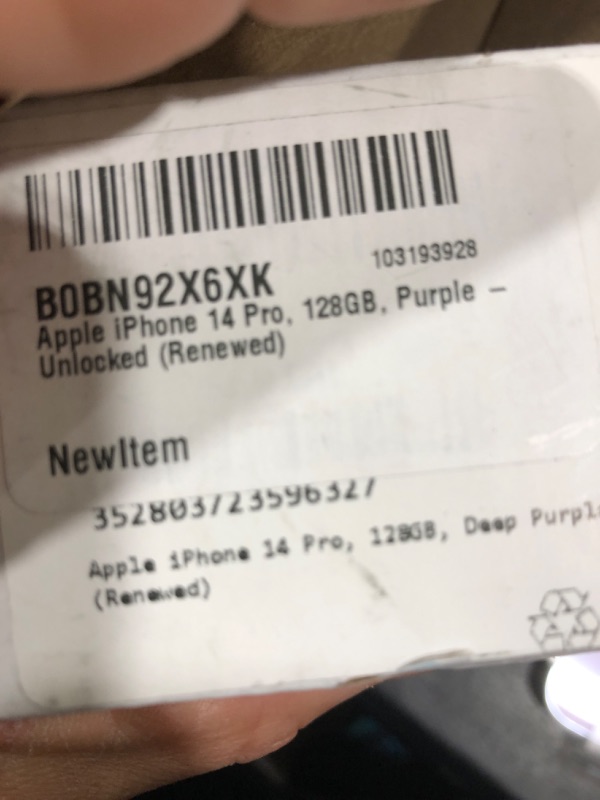 103193928
B0BN92X6XK
Apple iPhone 14 Pro, 128GB, Purple –
Unlocked (Renewed)
NewItem
352803723596327
Apple iPhone 14 Pro, 128GB, Deep
(Renewed)